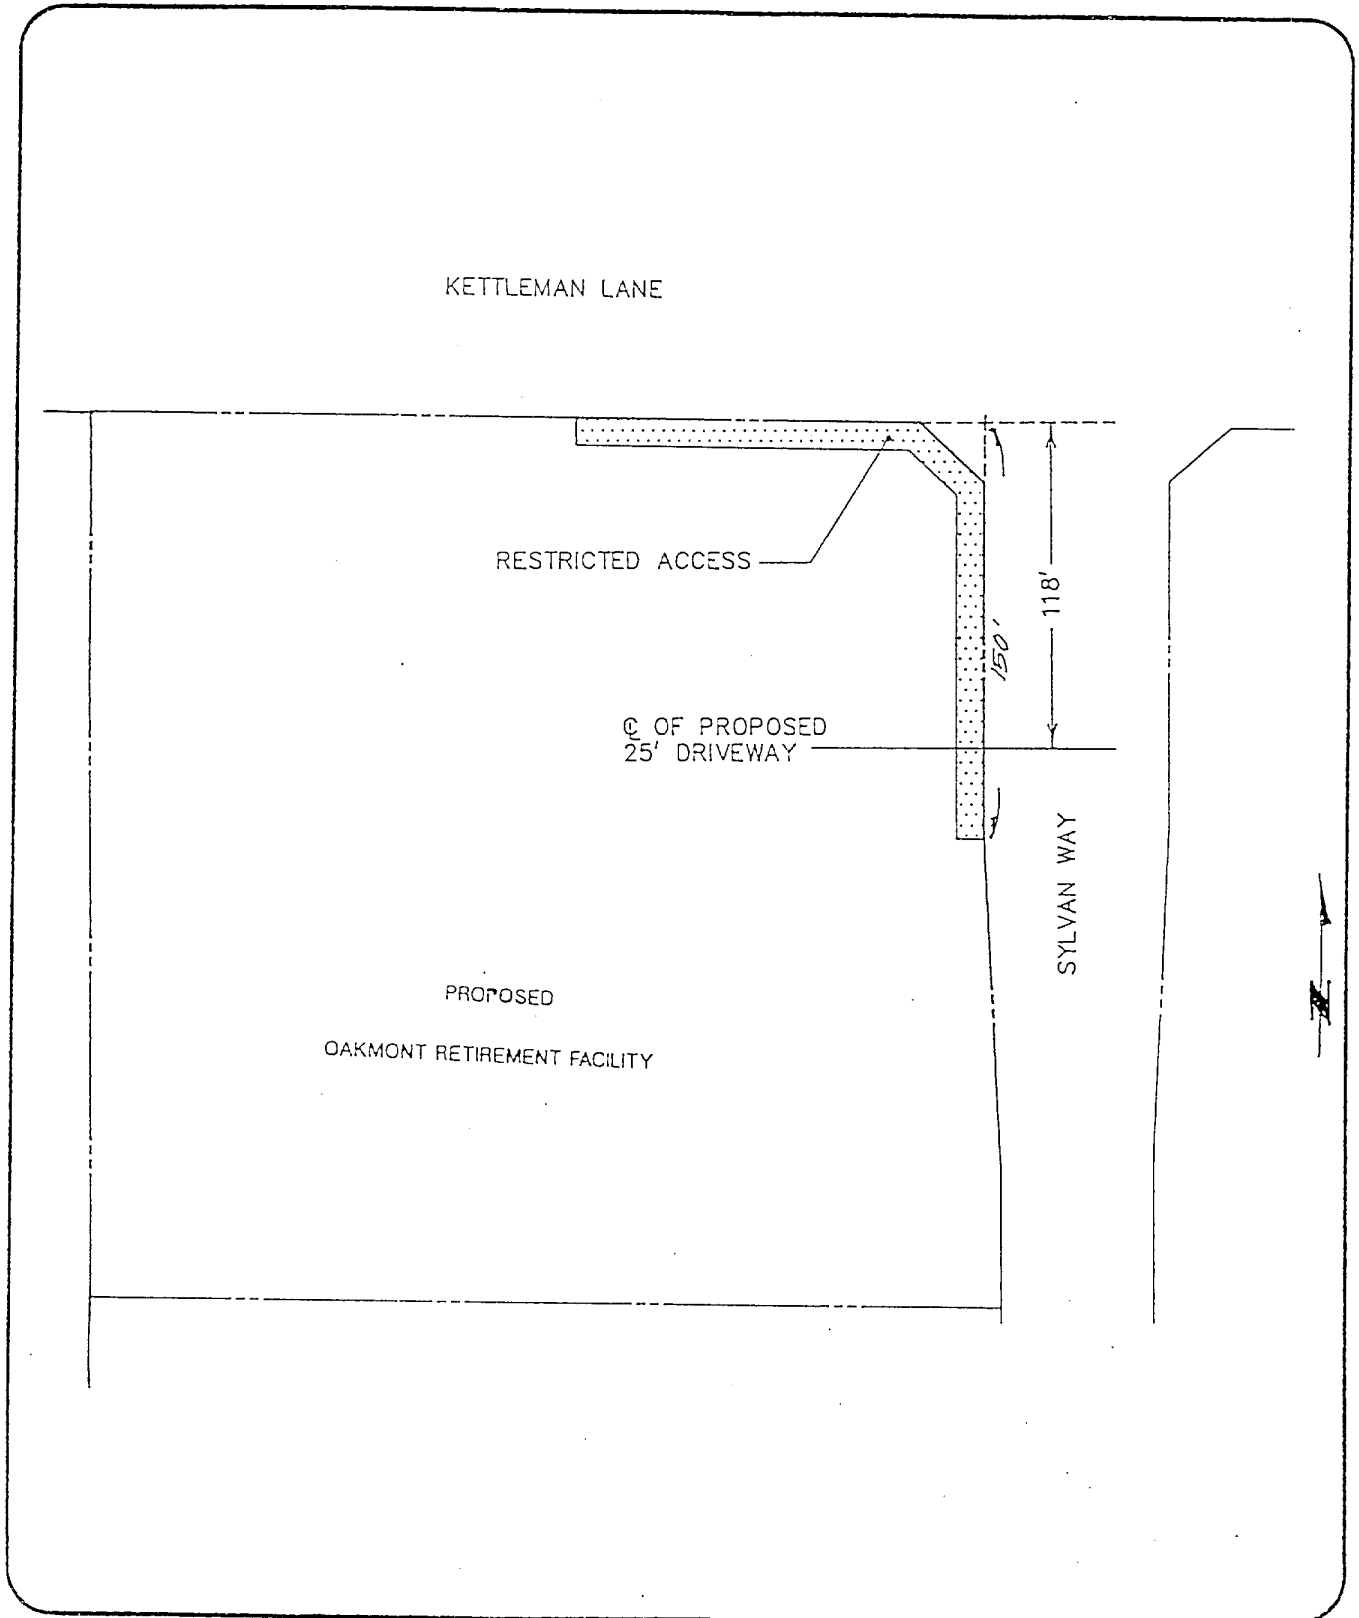 KETTLEMAN LANE
RESTRICTED ACCESS
118'
150'
℄ OF PROPOSED
25' DRIVEWAY
SYLVAN WAY
PROPOSED
OAKMONT RETIREMENT FACILITY
N